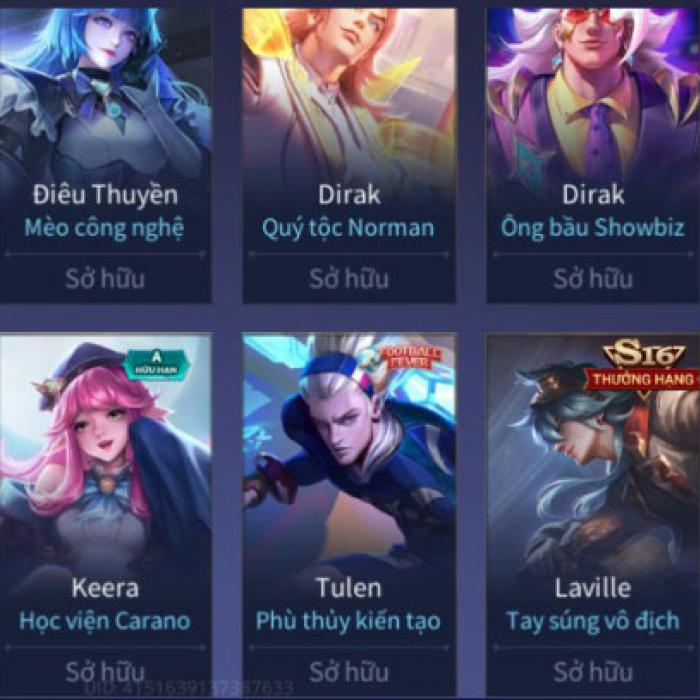 Điêu Thuyền
Mèo công nghệ
Sở hữu
Dirak
Quý tộc Norman
Sở hữu
Dirak
Ông bầu Showbiz
Sở hữu
A
HỮU HẠN
Keera
Học viện Carano
Sở hữu
FOOTBALL
FEVER
Tulen
Phù thủy kiến tạo
Sở hữu
S16
THƯỞNG HẠNG
Laville
Tay súng vô địch
Sở hữu